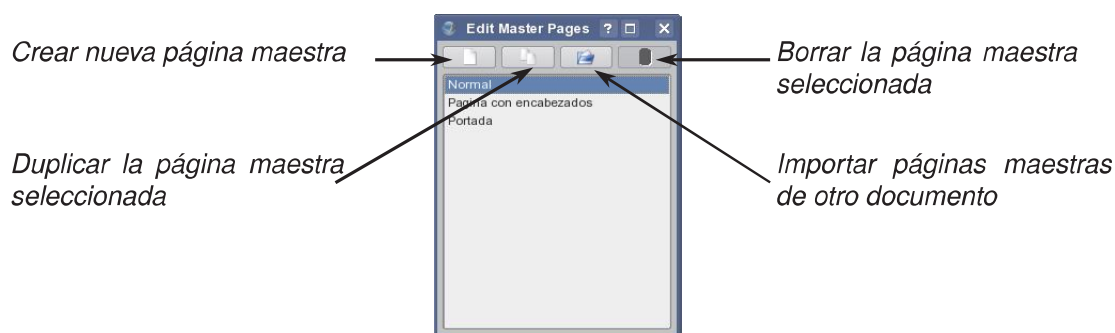 Edit Master Pages
Crear nueva página maestra
Borrar la página maestra
seleccionada
Normal
Pagina con encabezados
Portada
Duplicar la página maestra
seleccionada
Importar páginas maestras
de otro documento